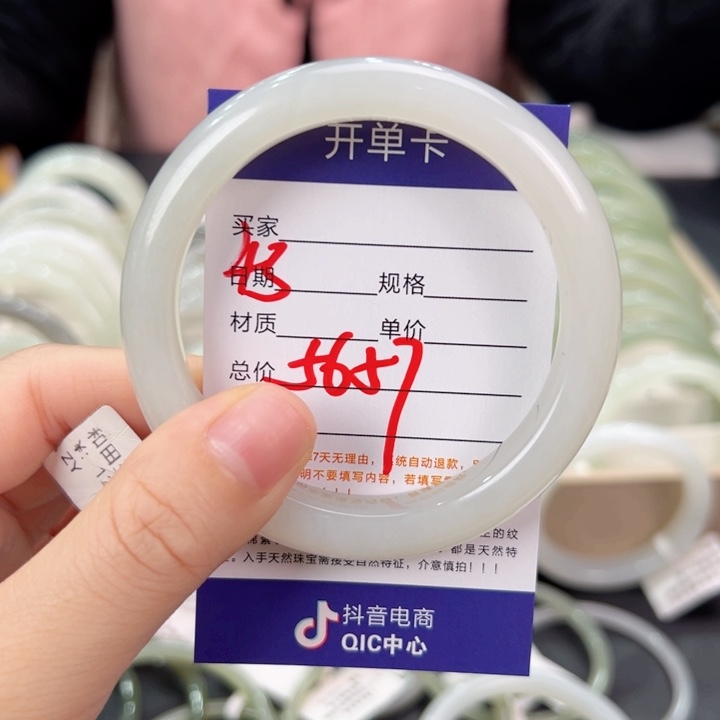 开单卡
买家
日期 规格
材质 单价
总价 5657
7天无理由，系统自动退款，
明不要填写内容，若填写
上的纹
都是天然特
入手天然珠宝需接受自然特征，介意慎拍！！！
抖音电商
QIC中心